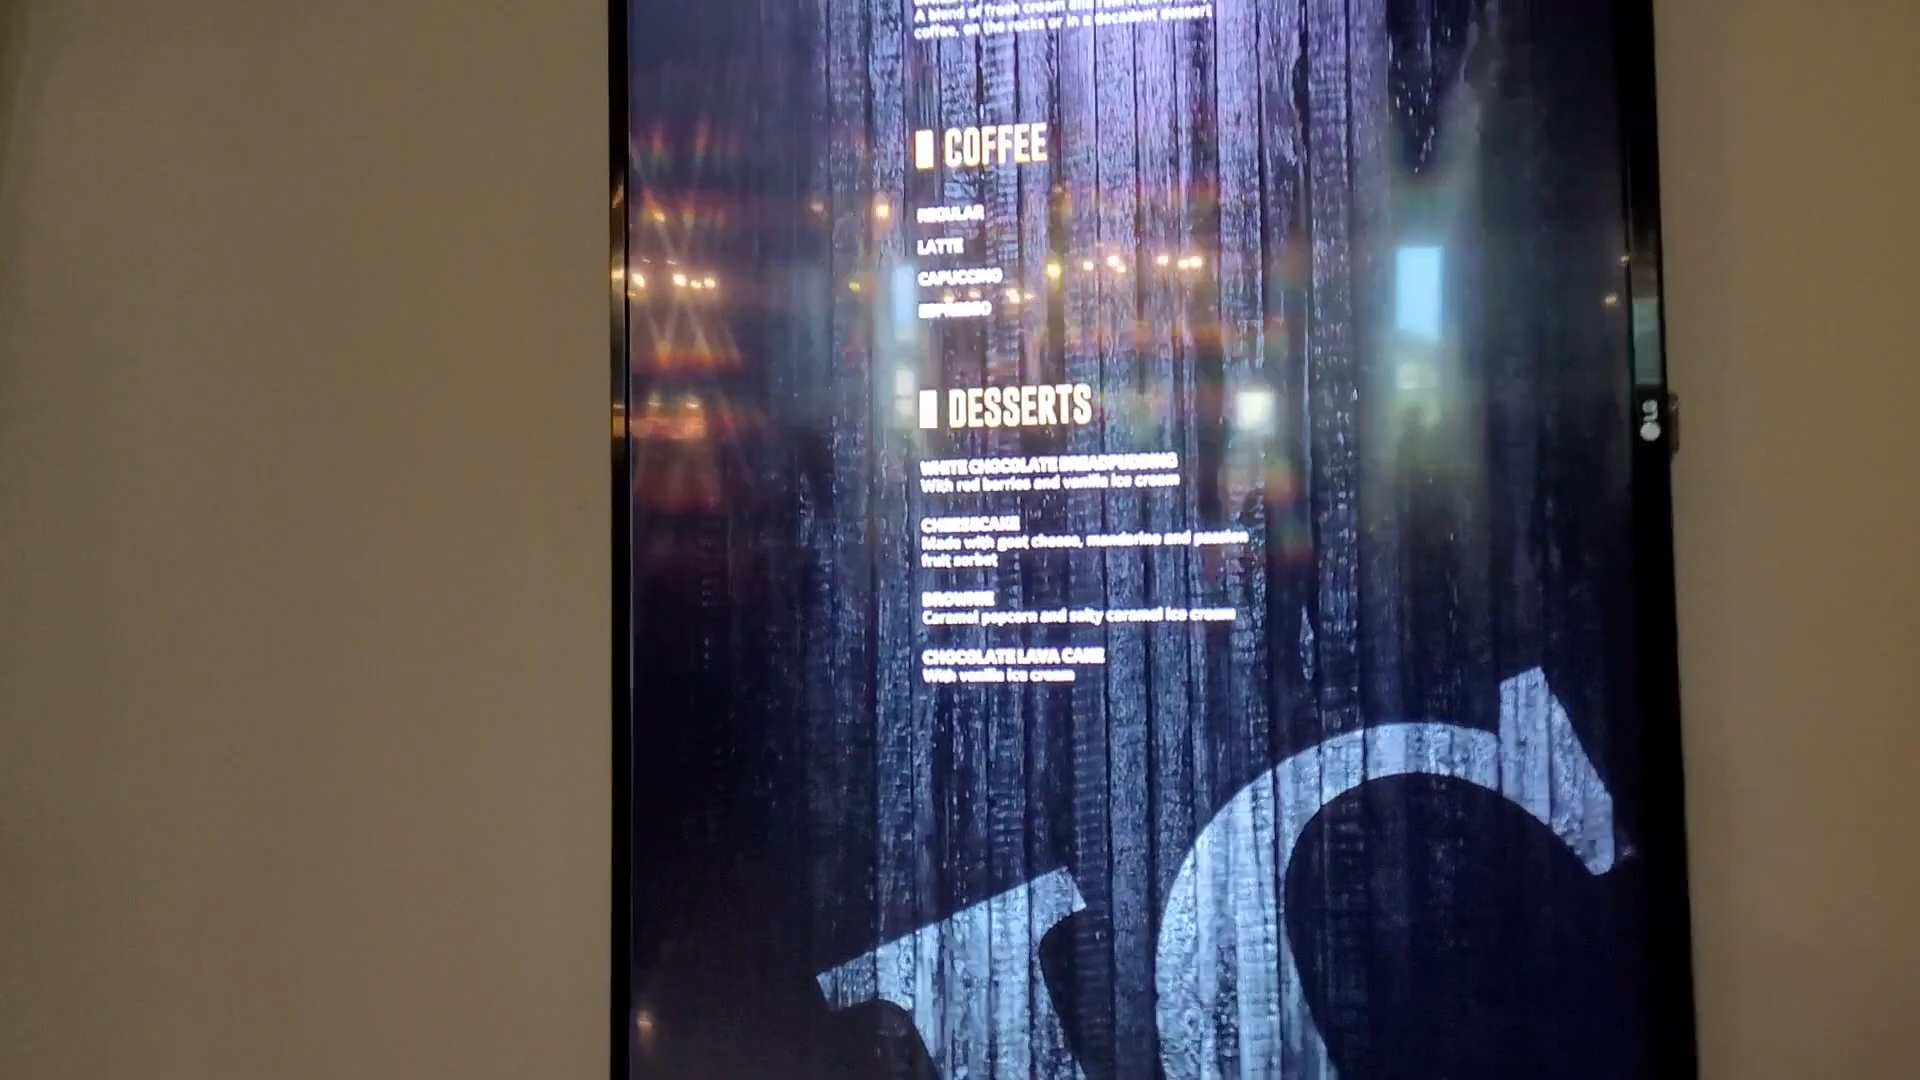 A blend of fresh cream and
coffee, on the rocks or in a decadent dessert
COFFEE
REGULAR
LATTE
CAPUCCINO
ESPRESSO
DESSERTS
WHITE CHOCOLATE BREADPUDDING
With red berries and vanilla ice cream
CHEESECAKE
Made with goat cheese, mandarine and passion
fruit sorbet
BROWNIE
Caramel popcorn and salty caramel ice cream
CHOCOLATE LAVA CAKE
With vanilla ice cream
LG